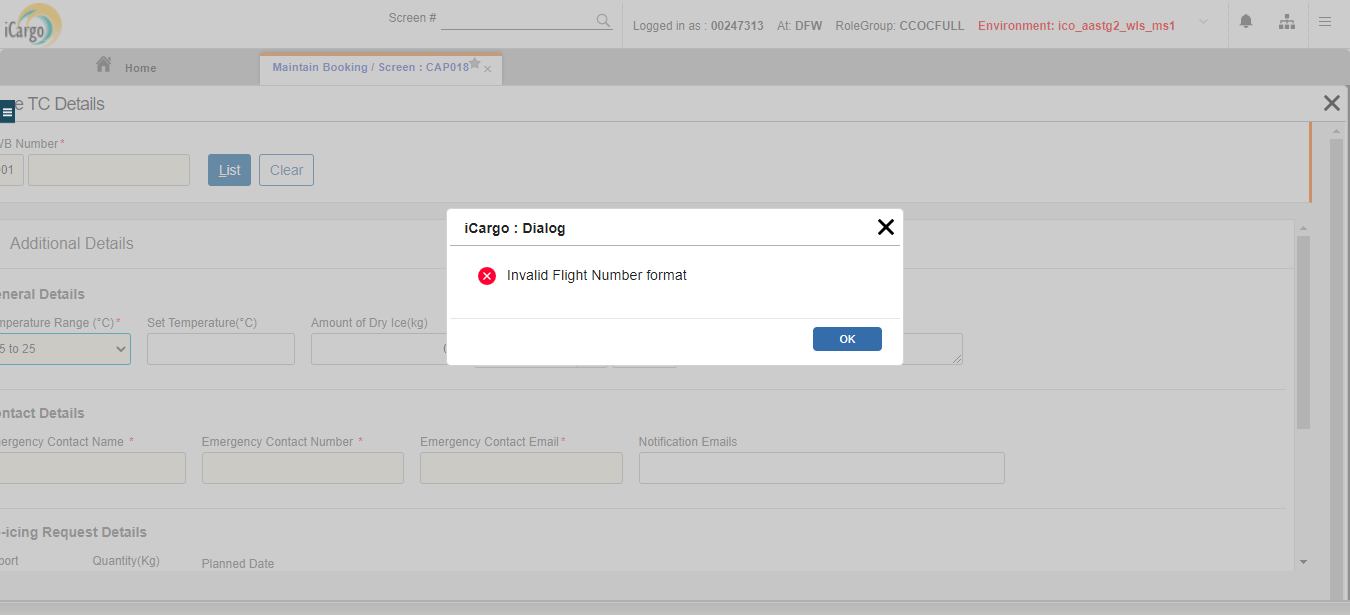 iCargo
Screen #
Logged in as : 00247313 At: DFW RoleGroup: CCOCFULL Environment: ico_aastg2_wls_ms1
Home
Maintain Booking / Screen : CAP018
e TC Details
VB Number*
01
List
Clear
iCargo : Dialog
Invalid Flight Number format
OK
Additional Details
neral Details
mperature Range (°C)* Set Temperature(°C) Amount of Dry Ice(kg)
5 to 25
ntact Details
ergency Contact Name * Emergency Contact Number * Emergency Contact Email* Notification Emails
-icing Request Details
port Quantity(Kg) Planned Date